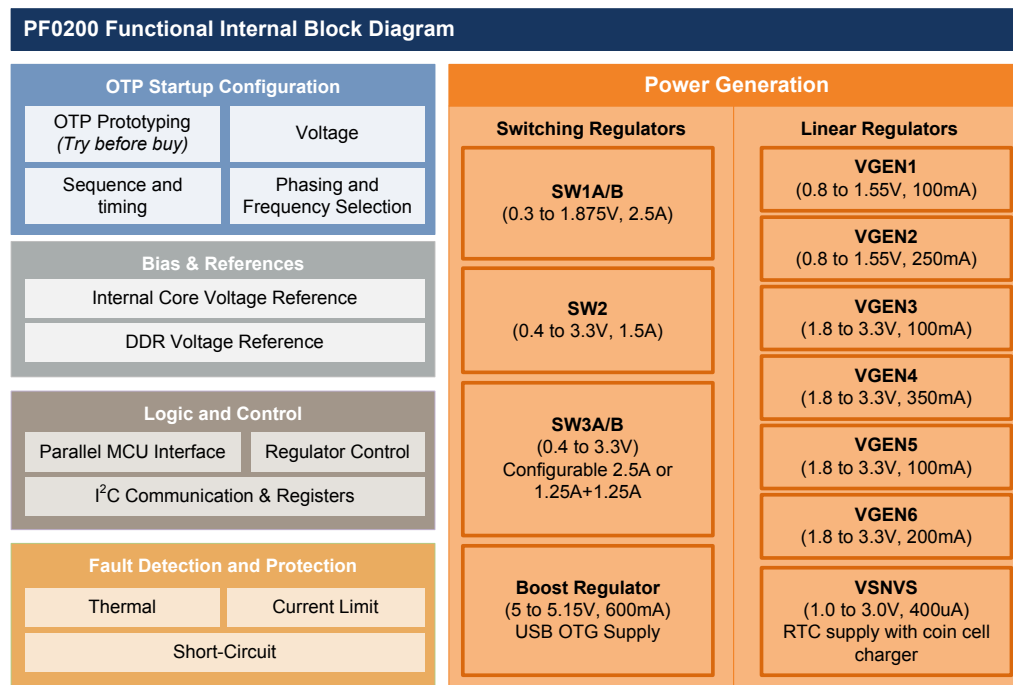 PF0200 Functional Internal Block Diagram
OTP Startup Configuration
OTP Prototyping
(Try before buy)
Voltage
Sequence and
timing
Phasing and
Frequency Selection
Bias & References
Internal Core Voltage Reference
DDR Voltage Reference
Logic and Control
Parallel MCU Interface
Regulator Control
I²C Communication & Registers
Fault Detection and Protection
Thermal
Current Limit
Short-Circuit
Power Generation
Switching Regulators
SW1A/B
(0.3 to 1.875V, 2.5A)
SW2
(0.4 to 3.3V, 1.5A)
SW3A/B
(0.4 to 3.3V)
Configurable 2.5A or
1.25A+1.25A
Boost Regulator
(5 to 5.15V, 600mA)
USB OTG Supply
Linear Regulators
VGEN1
(0.8 to 1.55V, 100mA)
VGEN2
(0.8 to 1.55V, 250mA)
VGEN3
(1.8 to 3.3V, 100mA)
VGEN4
(1.8 to 3.3V, 350mA)
VGEN5
(1.8 to 3.3V, 100mA)
VGEN6
(1.8 to 3.3V, 200mA)
VSNVS
(1.0 to 3.0V, 400uA)
RTC supply with coin cell
charger